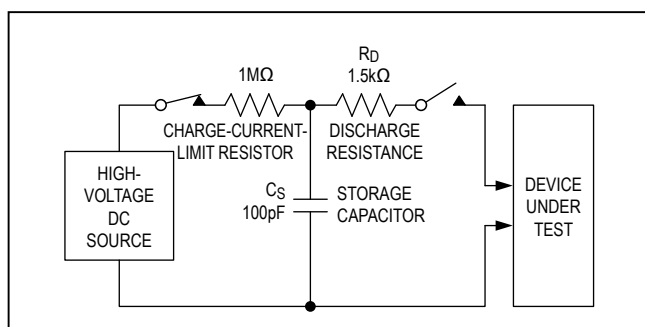 1MΩ
RD
1.5kΩ
CHARGE-CURRENT-
LIMIT RESISTOR
DISCHARGE
RESISTANCE
HIGH-
VOLTAGE
DC
SOURCE
CS
100pF
STORAGE
CAPACITOR
DEVICE
UNDER
TEST